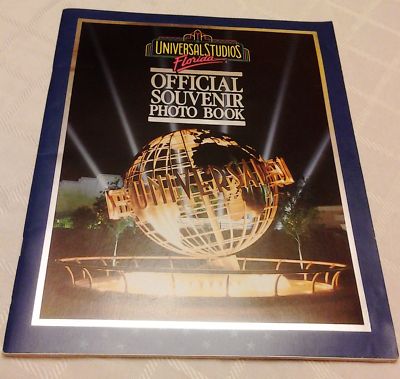 UNIVERSAL STUDIOS
Florida
OFFICIAL
SOUVENIR
PHOTO BOOK
UNIVERSAL